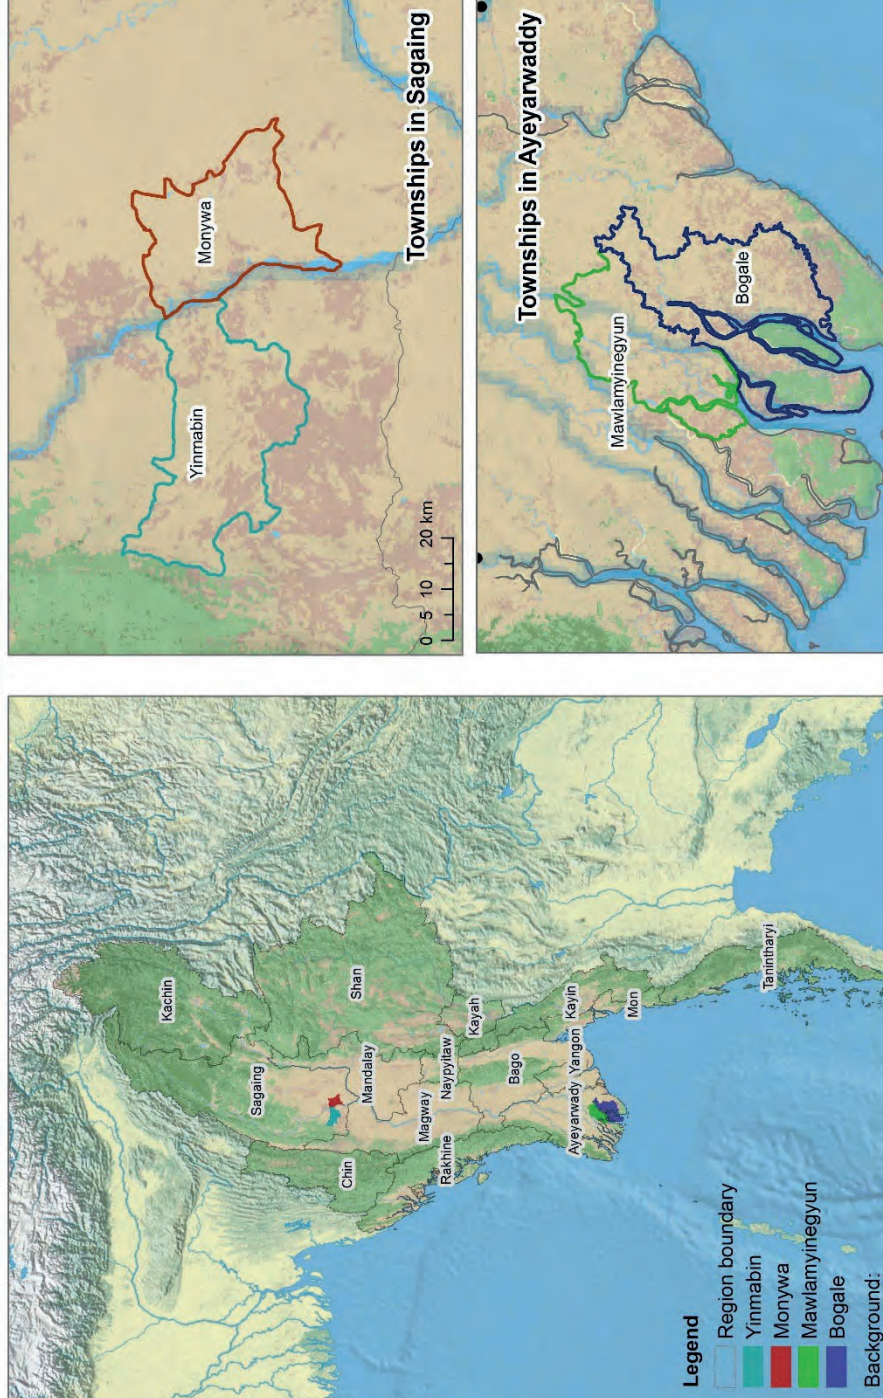 Kachin
Sagaing
Shan
Mandalay
Chin
Magway
Naypyitaw
Kayah
Rakhine
Bago
Ayeyarwady
Yangon
Kayin
Mon
Tanintharyi
Legend
Region boundary
Yinmabin
Monywa
Mawlamyinegyun
Bogale
Background:
Yinmabin
Monywa
0 5 10 20 km
Townships in Sagaing
Townships in Ayeyarwaddy
Mawlamyinegyun
Bogale